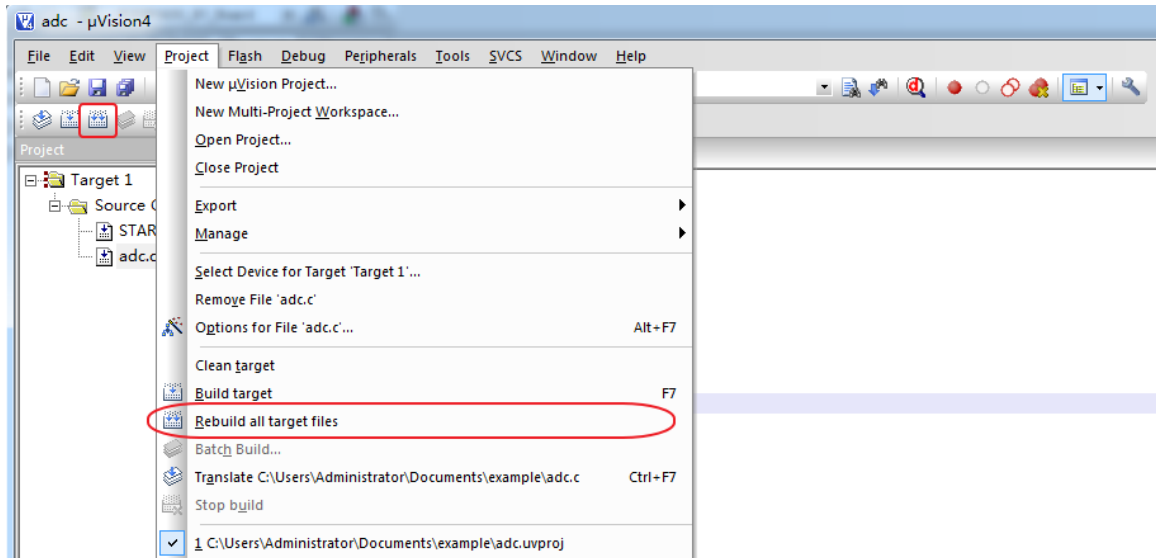 adc - µVision4
File Edit View Project Flash Debug Peripherals Tools SVCS Window Help
New µVision Project...
New Multi-Project Workspace...
Open Project...
Close Project
Project
Target 1
Source
STAR
adc.c
Export
Manage
Select Device for Target 'Target 1'...
Remove File 'adc.c'
Options for File 'adc.c'... Alt+F7
Clean target
Build target F7
Rebuild all target files
Batch Build...
Translate C:\Users\Administrator\Documents\example\adc.c Ctrl+F7
Stop build
1 C:\Users\Administrator\Documents\example\adc.uvproj